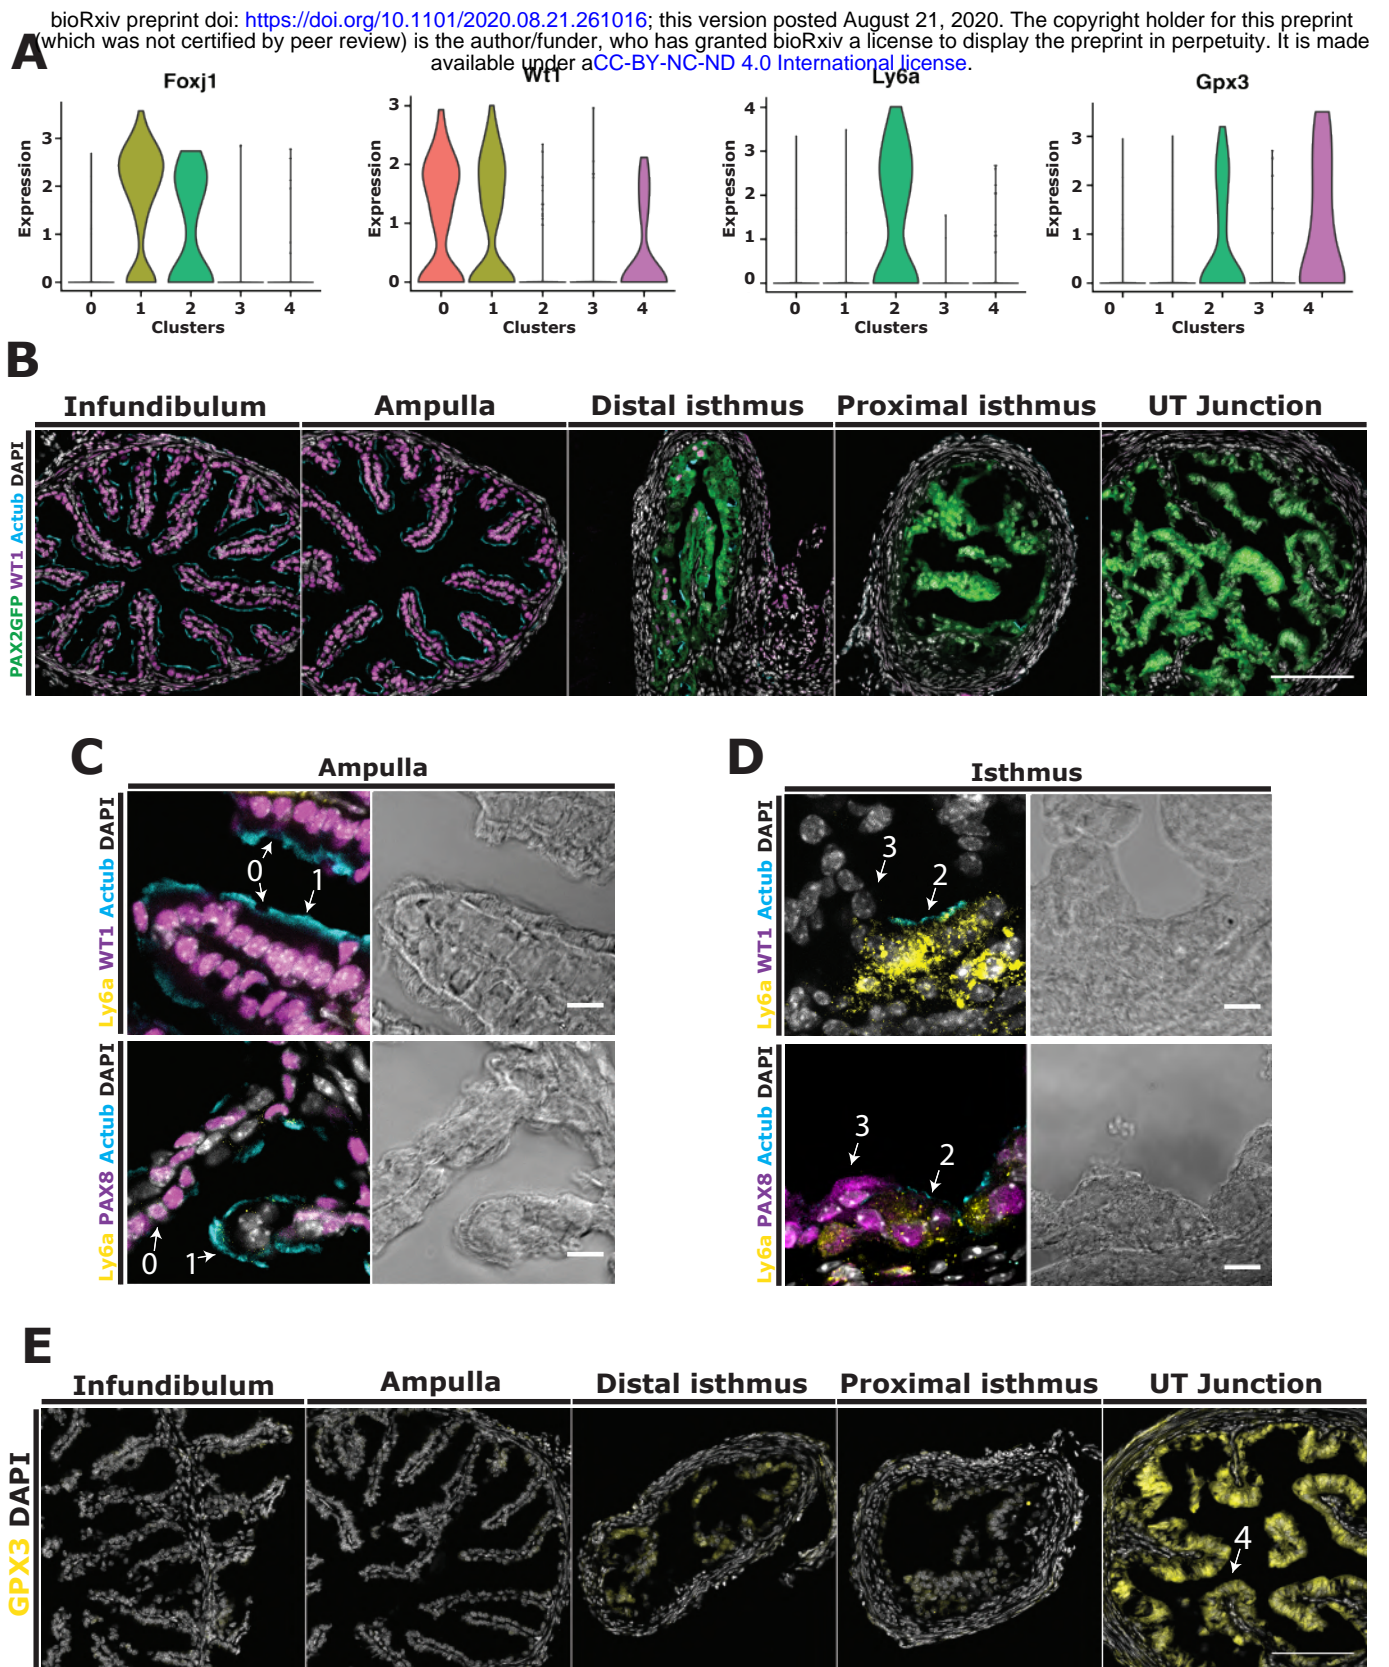 bioRxiv preprint doi: https://doi.org/10.1101/2020.08.21.261016; this version posted August 21, 2020. The copyright holder for this preprint
(which was not certified by peer review) is the author/funder, who has granted bioRxiv a license to display the preprint in perpetuity. It is made
available under aCC-BY-NC-ND 4.0 International license.
A
Foxj1
Wt1
Ly6a
Gpx3
Expression
3
2
1
0
0 1 2 3 4
Clusters
Expression
3
2
1
0
0 1 2 3 4
Clusters
Expression
4
3
2
1
0
0 1 2 3 4
Clusters
Expression
3
2
1
0
0 1 2 3 4
Clusters
B
Infundibulum
Ampulla
Distal isthmus
Proximal isthmus
UT Junction
PAX2GFP WT1 Actub DAPI
C
Ampulla
Ly6a WT1 Actub DAPI
0
1
Ly6a PAX8 Actub DAPI
0
1
D
Isthmus
Ly6a WT1 Actub DAPI
3
2
Ly6a PAX8 Actub DAPI
3
2
E
Infundibulum
Ampulla
Distal isthmus
Proximal isthmus
UT Junction
GPX3 DAPI
4